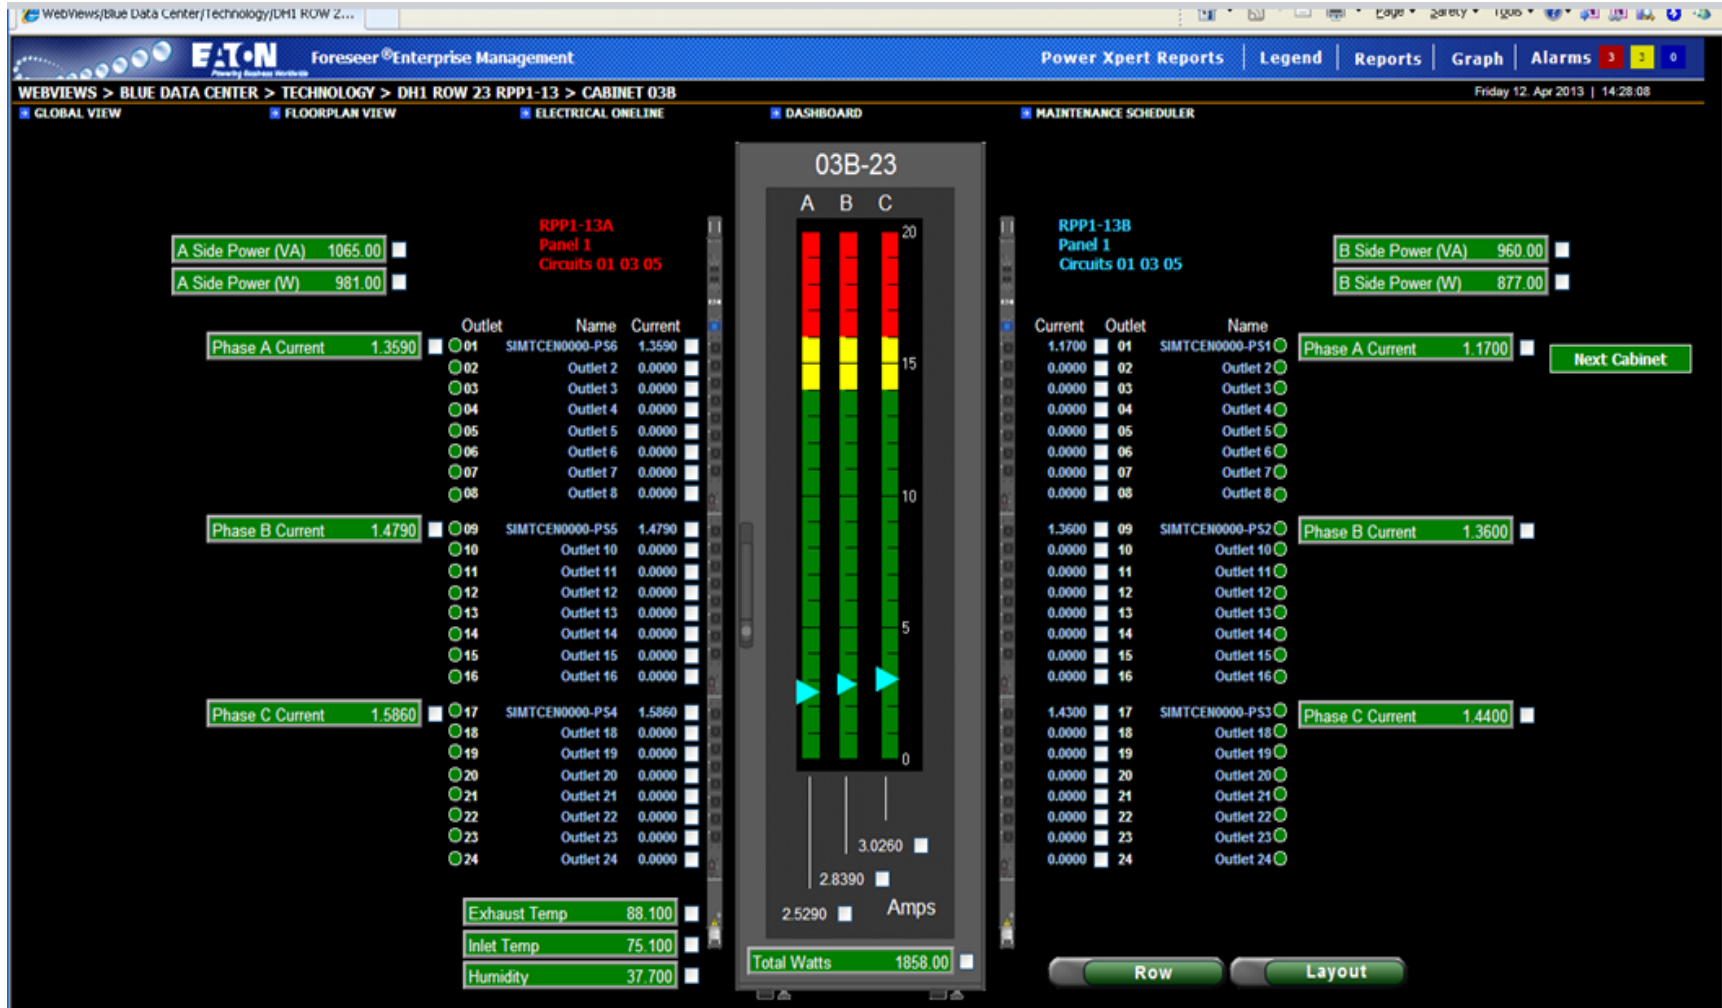 WebViews/Blue Data Center/Technology/DH1 ROW 2...
Page Safety Tools
EATON
Powering Business Worldwide
Foreseer ®Enterprise Management
Power Xpert Reports Legend Reports Graph Alarms 3 3 0
WEBVIEWS > BLUE DATA CENTER > TECHNOLOGY > DH1 ROW 23 RPP1-13 > CABINET 03B
Friday 12. Apr 2013 | 14:28:08
GLOBAL VIEW FLOORPLAN VIEW ELECTRICAL ONELINE DASHBOARD MAINTENANCE SCHEDULER
03B-23
A B C
RPP1-13A
Panel 1
Circuits 01 03 05
A Side Power (VA) 1065.00
A Side Power (W) 981.00
Outlet Name Current
Phase A Current 1.3590
01 SIMTCEN0000-PS6 1.3590
02 Outlet 2 0.0000
03 Outlet 3 0.0000
04 Outlet 4 0.0000
05 Outlet 5 0.0000
06 Outlet 6 0.0000
07 Outlet 7 0.0000
08 Outlet 8 0.0000
Phase B Current 1.4790
09 SIMTCEN0000-PS5 1.4790
10 Outlet 10 0.0000
11 Outlet 11 0.0000
12 Outlet 12 0.0000
13 Outlet 13 0.0000
14 Outlet 14 0.0000
15 Outlet 15 0.0000
16 Outlet 16 0.0000
Phase C Current 1.5860
17 SIMTCEN0000-PS4 1.5860
18 Outlet 18 0.0000
19 Outlet 19 0.0000
20 Outlet 20 0.0000
21 Outlet 21 0.0000
22 Outlet 22 0.0000
23 Outlet 23 0.0000
24 Outlet 24 0.0000
Exhaust Temp 88.100
Inlet Temp 75.100
Humidity 37.700
20
15
10
5
0
3.0260
2.8390
2.5290
Amps
Total Watts 1858.00
RPP1-13B
Panel 1
Circuits 01 03 05
B Side Power (VA) 960.00
B Side Power (W) 877.00
Current Outlet Name
1.1700 01 SIMTCEN0000-PS1
Phase A Current 1.1700
Next Cabinet
0.0000 02 Outlet 2
0.0000 03 Outlet 3
0.0000 04 Outlet 4
0.0000 05 Outlet 5
0.0000 06 Outlet 6
0.0000 07 Outlet 7
0.0000 08 Outlet 8
1.3600 09 SIMTCEN0000-PS2
Phase B Current 1.3600
0.0000 10 Outlet 10
0.0000 11 Outlet 11
0.0000 12 Outlet 12
0.0000 13 Outlet 13
0.0000 14 Outlet 14
0.0000 15 Outlet 15
0.0000 16 Outlet 16
1.4300 17 SIMTCEN0000-PS3
Phase C Current 1.4400
0.0000 18 Outlet 18
0.0000 19 Outlet 19
0.0000 20 Outlet 20
0.0000 21 Outlet 21
0.0000 22 Outlet 22
0.0000 23 Outlet 23
0.0000 24 Outlet 24
Row Layout